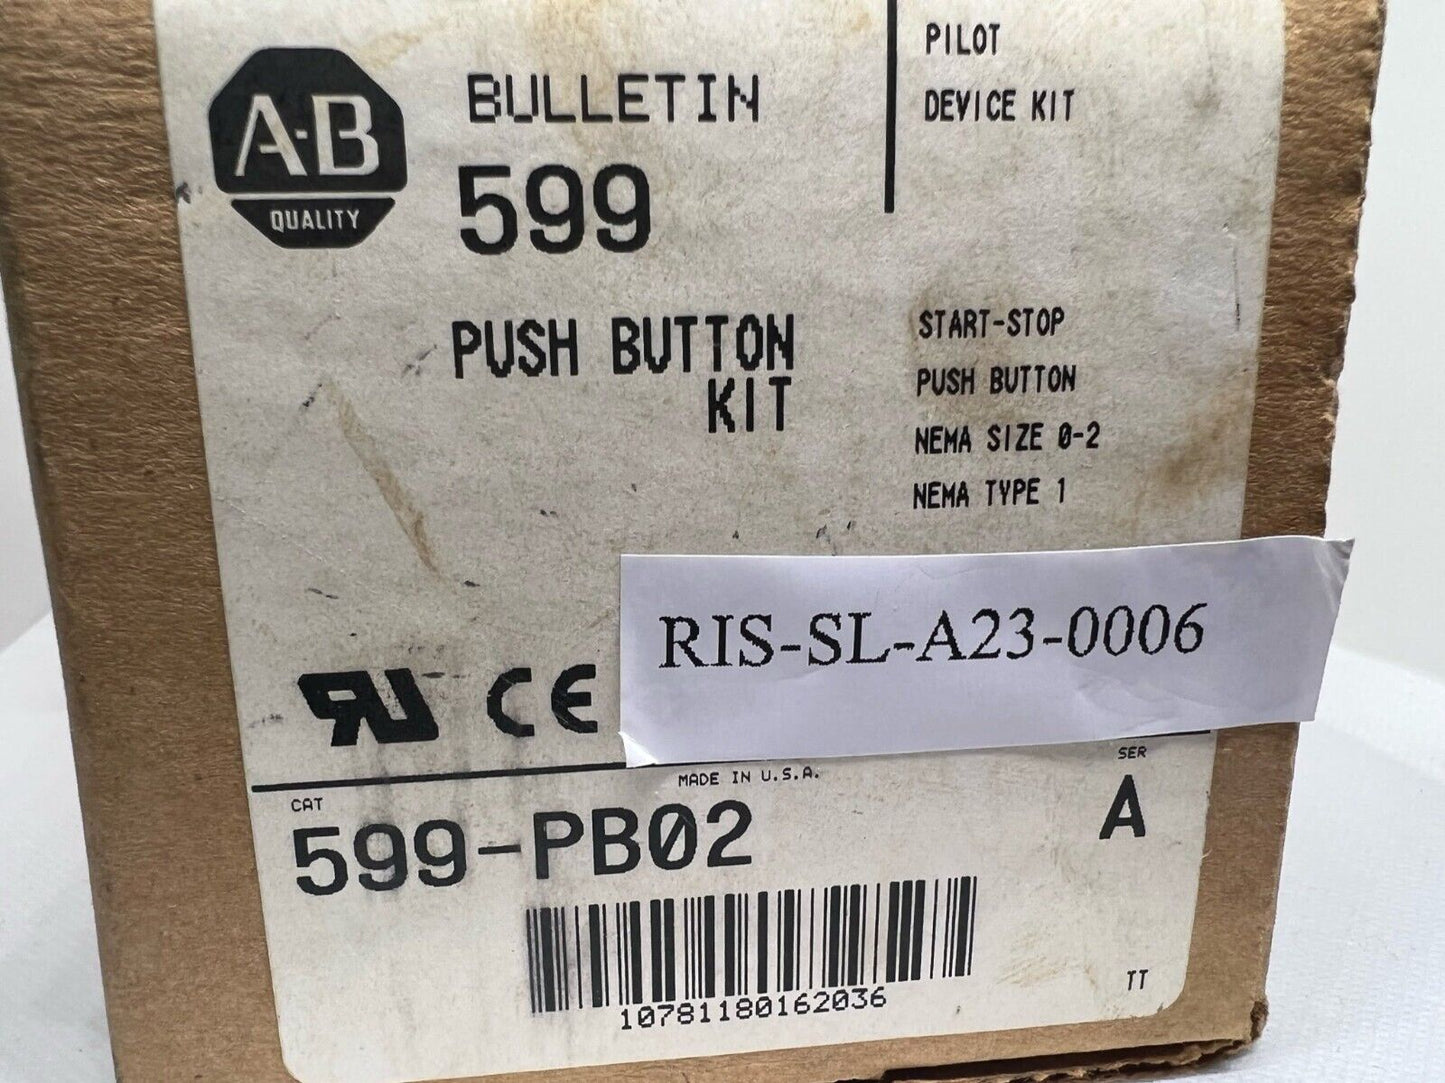 A-B
QUALITY
BULLETIN
599
PUSH BUTTON
KIT
PILOT
DEVICE KIT
START-STOP
PUSH BUTTON
NEMA SIZE 0-2
NEMA TYPE 1
RIS-SL-A23-0006
RU CE
MADE IN U.S.A.
CAT
599-PB02
SER
A
10781180162036
TT